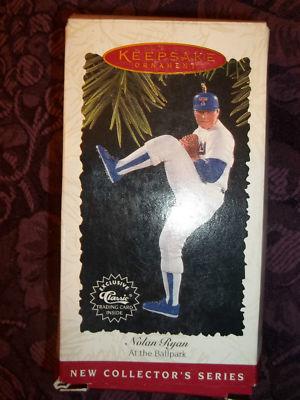 KEEPSAKE
ORNAMENT
T
EXCLUSIVE
Classic
TRADING CARD
INSIDE
Nolan Ryan
At the Ballpark
NEW COLLECTOR'S SERIES